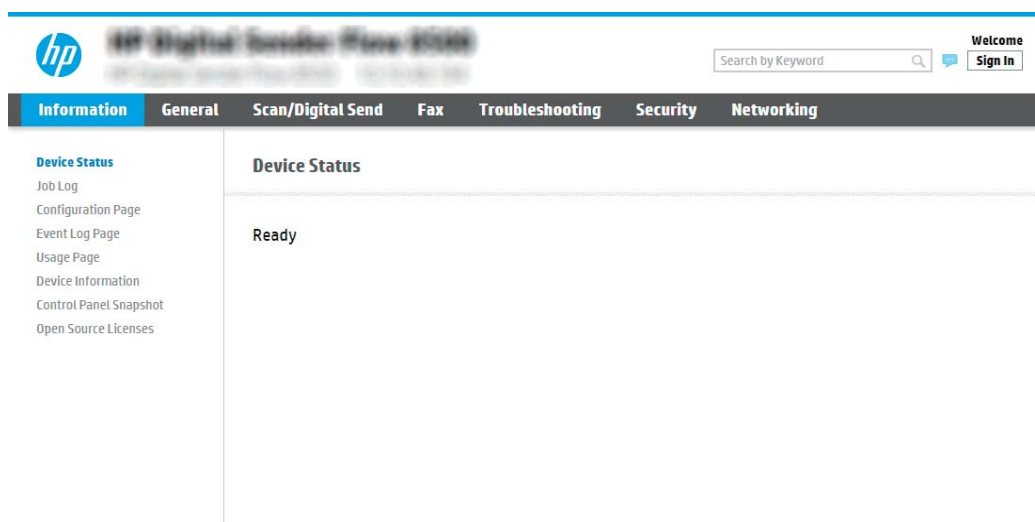 hp
Welcome
Search by Keyword
Sign In
Information General Scan/Digital Send Fax Troubleshooting Security Networking
Device Status
Job Log
Configuration Page
Event Log Page
Usage Page
Device Information
Control Panel Snapshot
Open Source Licenses
Device Status
Ready